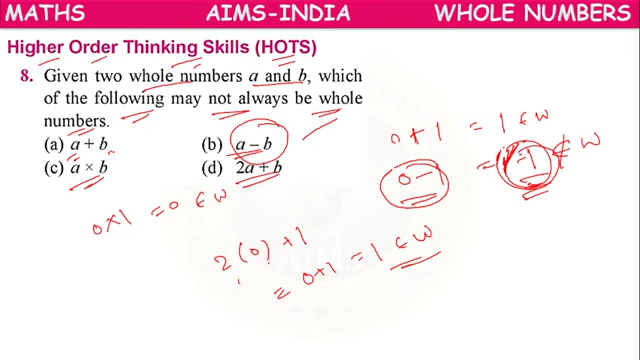 MATHS AIMS-INDIA WHOLE NUMBERS
Higher Order Thinking Skills (HOTS)
8. Given two whole numbers a and b, which
of the following may not always be whole
numbers.
(a) a + b (b) a – b
(c) a × b (d) 2a + b
0 + 1 = 1 ∈ W
0 – 1 = -1 ∉ W
0 × 1 = 0 ∈ W
2 (0) + 1
= 0+1 = 1 ∈ W
AIMS